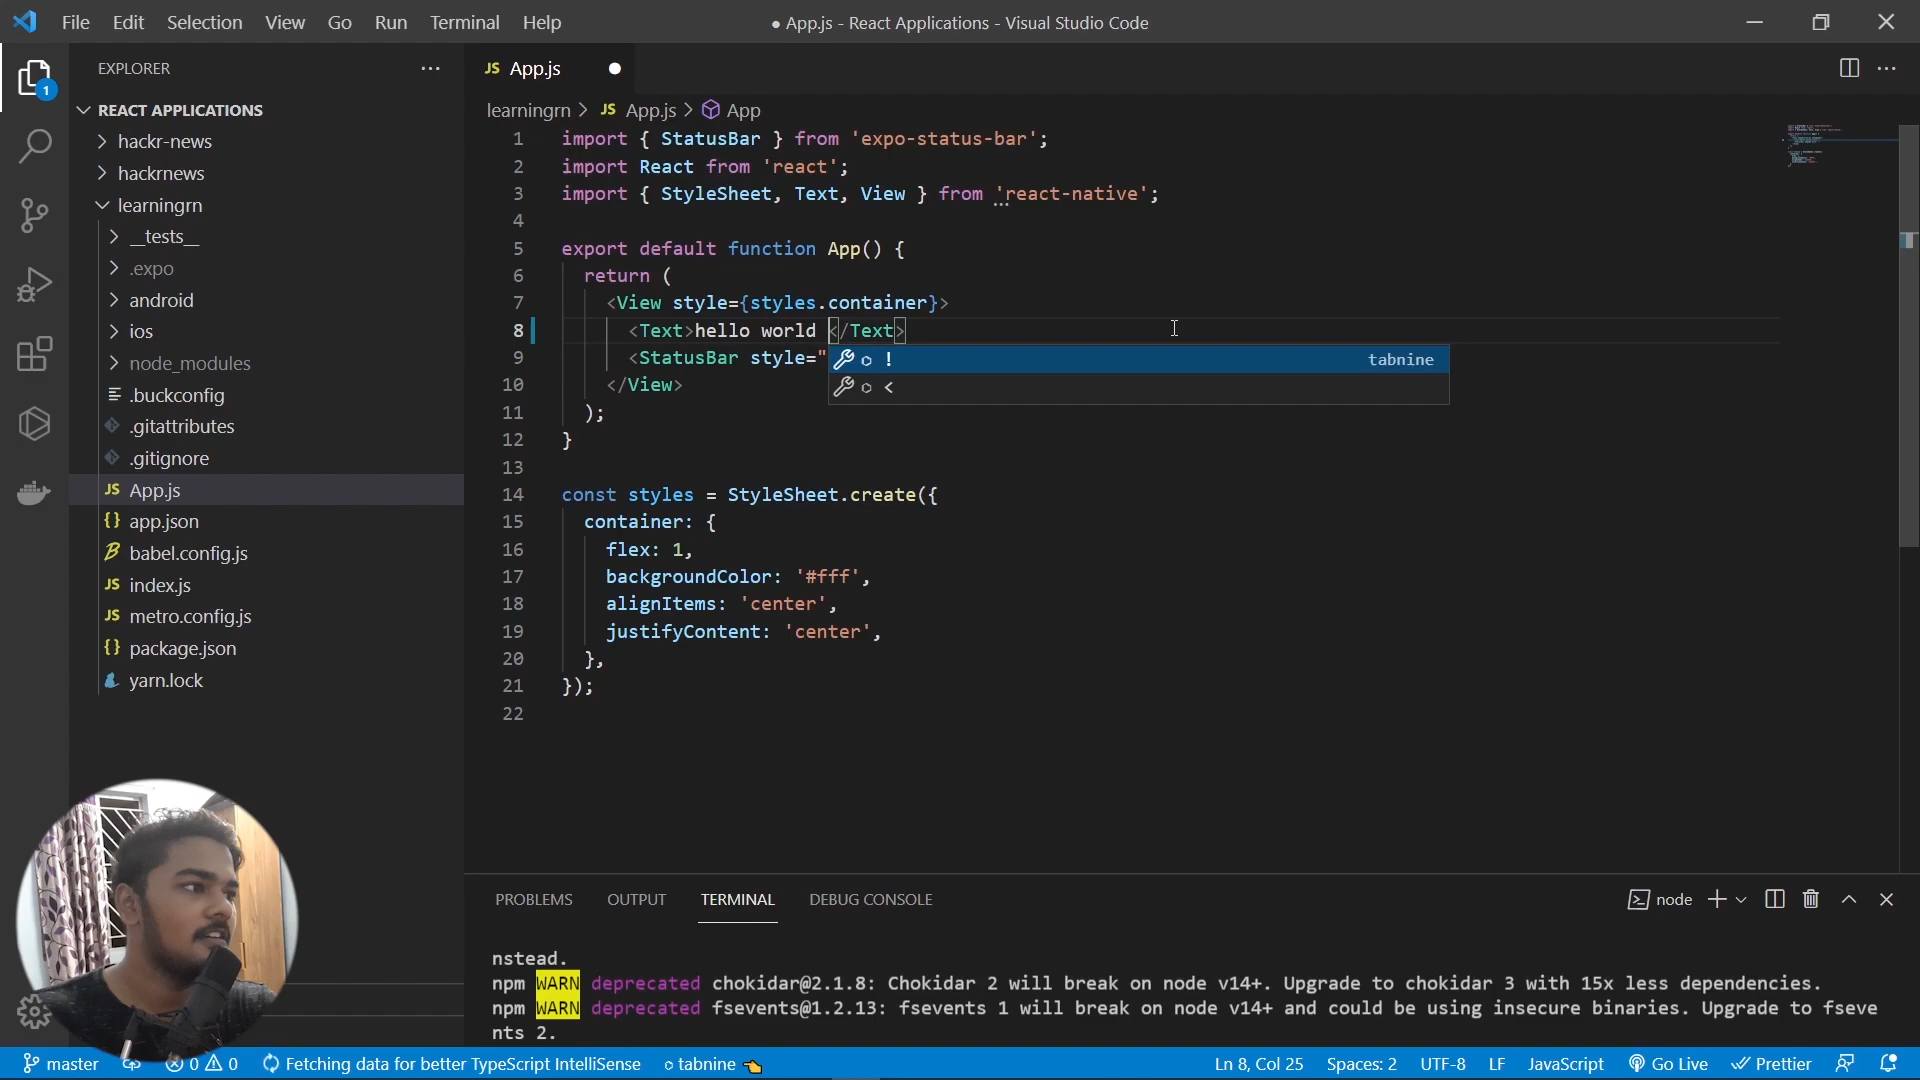 File Edit Selection View Go Run Terminal Help
● App.js - React Applications - Visual Studio Code
EXPLORER
1
REACT APPLICATIONS
hackr-news
hackrnews
learningrn
__tests__
.expo
android
ios
node_modules
.buckconfig
.gitattributes
.gitignore
JS App.js
{} app.json
babel.config.js
JS index.js
JS metro.config.js
{} package.json
yarn.lock
JS App.js
learningrn > JS App.js > App
1 import { StatusBar } from 'expo-status-bar';
2 import React from 'react';
3 import { StyleSheet, Text, View } from 'react-native';
4
5 export default function App() {
6 return (
7 <View style={styles.container}>
8 <Text>hello world </Text>
9 <StatusBar style="
! tabnine
<
10 </View>
11 );
12 }
13
14 const styles = StyleSheet.create({
15 container: {
16 flex: 1,
17 backgroundColor: '#fff',
18 alignItems: 'center',
19 justifyContent: 'center',
20 },
21 });
22
PROBLEMS OUTPUT TERMINAL DEBUG CONSOLE
node
nstead.
npm WARN deprecated chokidar@2.1.8: Chokidar 2 will break on node v14+. Upgrade to chokidar 3 with 15x less dependencies.
npm WARN deprecated fsevents@1.2.13: fsevents 1 will break on node v14+ and could be using insecure binaries. Upgrade to fseve
nts 2.
master 0 0 Fetching data for better TypeScript IntelliSense tabnine Ln 8, Col 25 Spaces: 2 UTF-8 LF JavaScript Go Live Prettier